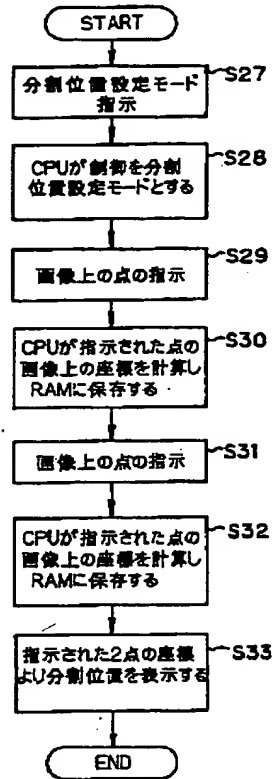 START
分割位置設定モード
指示
S27
CPUが制御を分割
位置設定モードとする
S28
画像上の点の指示
S29
CPUが指示された点の
画像上の座標を計算し
RAMに保存する
S30
画像上の点の指示
S31
CPUが指示された点の
画像上の座標を計算し
RAMに保存する
S32
指示された2点の座標
より分割位置を表示する
S33
END